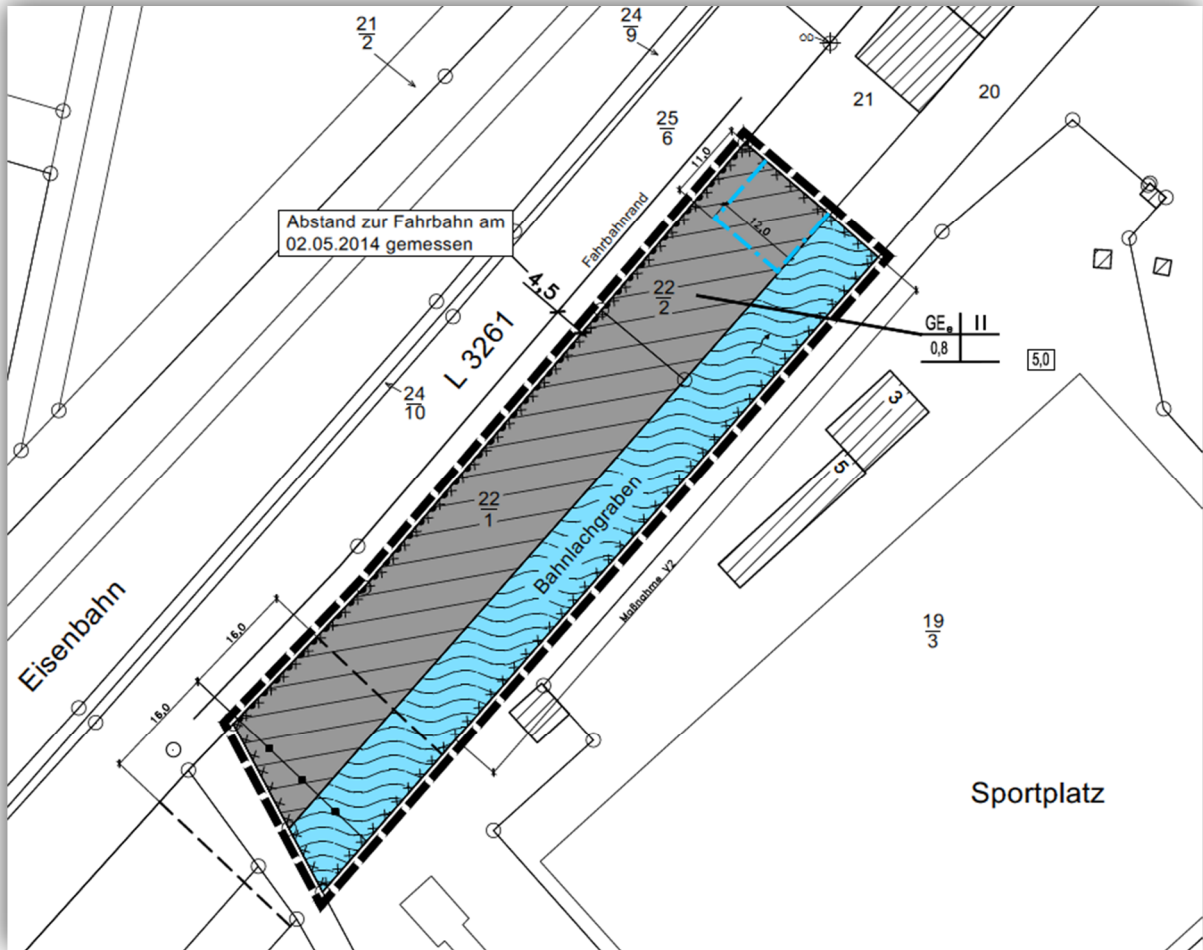 21
2
24
9
25
6
21
20
8
11,0
Abstand zur Fahrbahn am
02.05.2014 gemessen
Fahrbahnrand
12,0
4,5
22
2
GEe II
0,8
5,0
L 3261
24
10
3
5
22
1
Bahnlachgraben
Maßnahme V2
Eisenbahn
16,0
16,0
19
3
Sportplatz